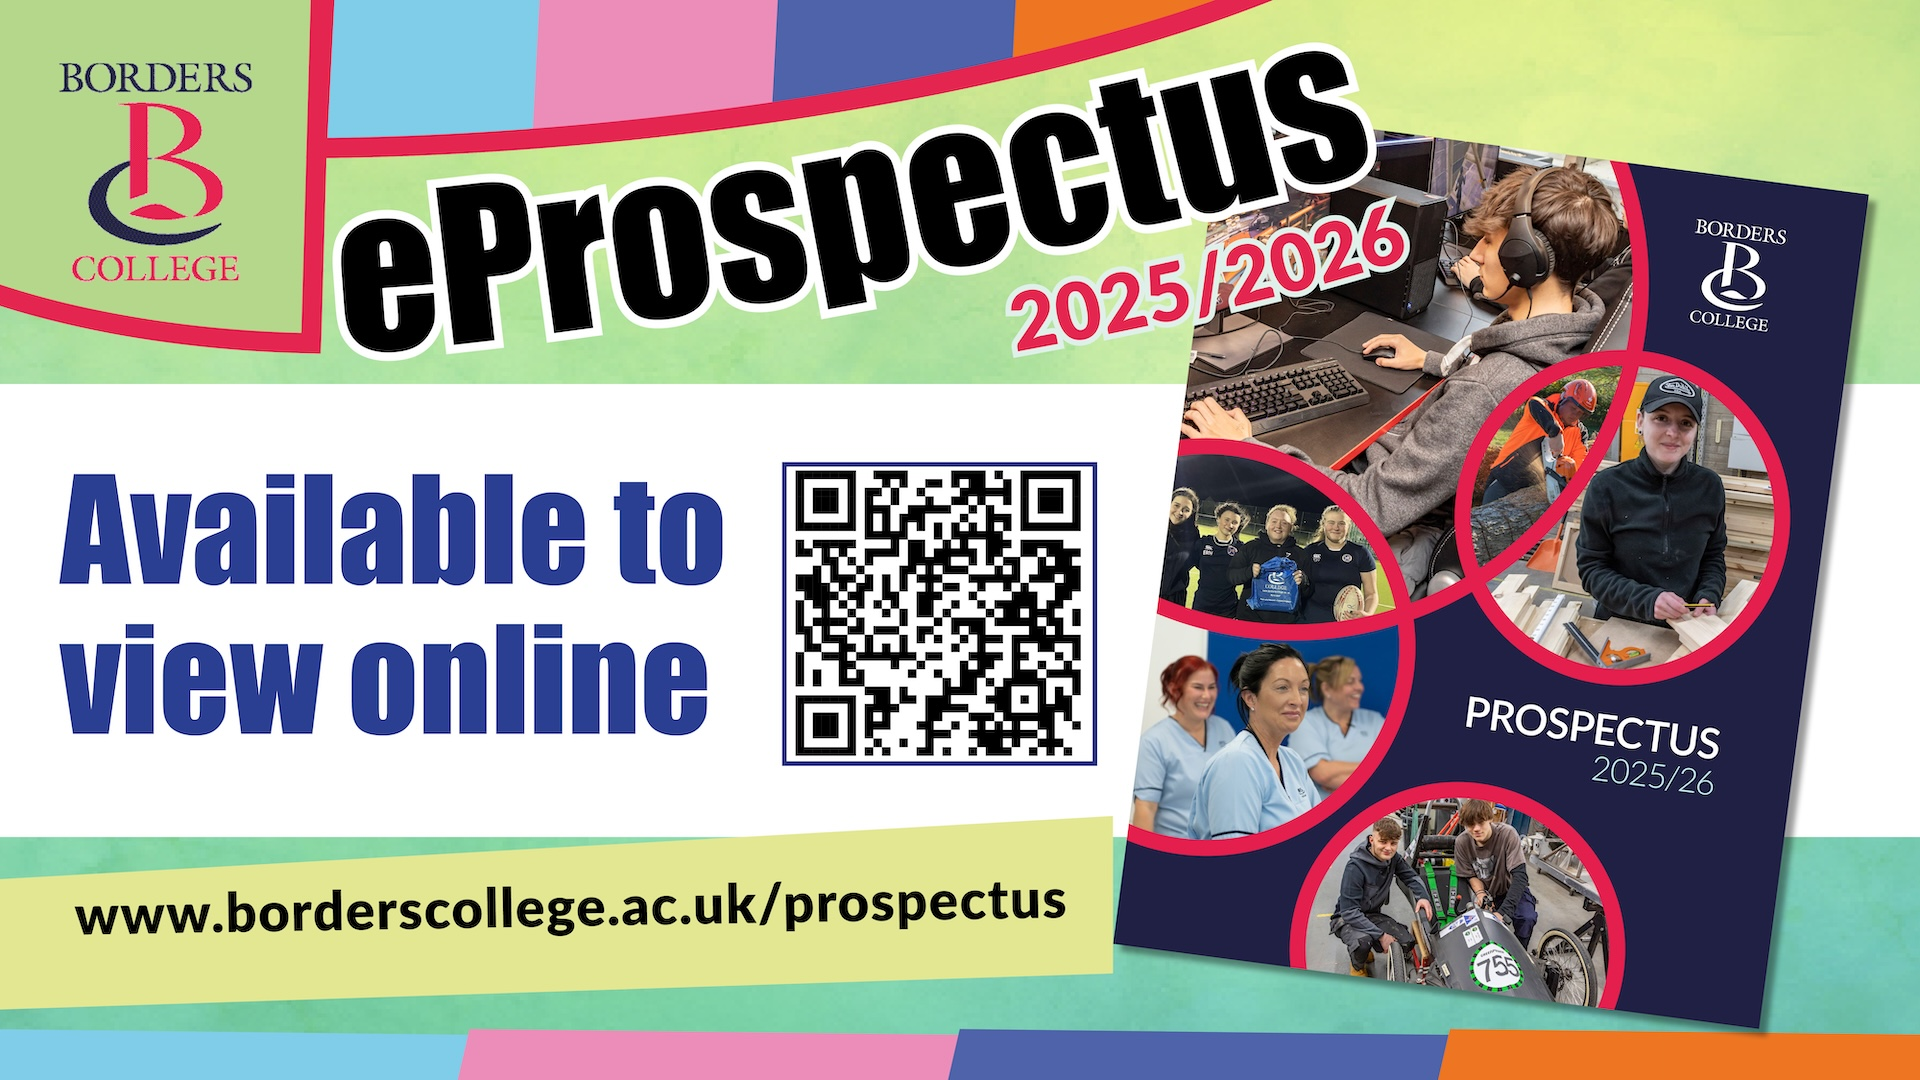 BORDERS
COLLEGE
eProspectus
2025/2026
Available to
view online
www.borderscollege.ac.uk/prospectus
BORDERS
COLLEGE
PROSPECTUS
2025/26
COLLEGE
755